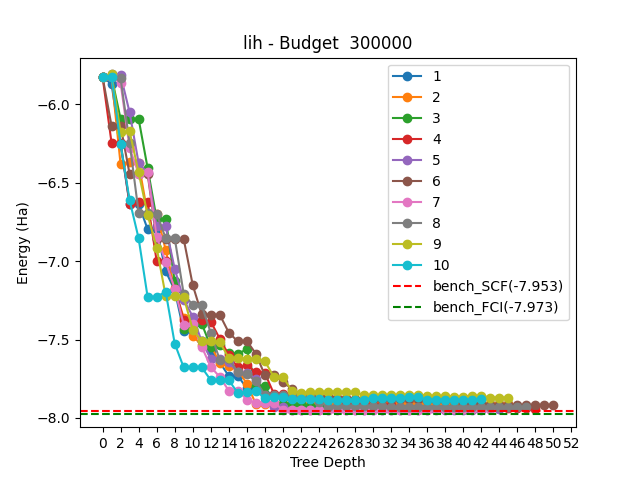 lih - Budget  300000
Energy (Ha)
−6.0
−6.5
−7.0
−7.5
−8.0
1
2
3
4
5
6
7
8
9
10
bench_SCF(-7.953)
bench_FCI(-7.973)
0 2 4 6 8 10 12 14 16 18 20 22 24 26 28 30 32 34 36 38 40 42 44 46 48 50 52
Tree Depth